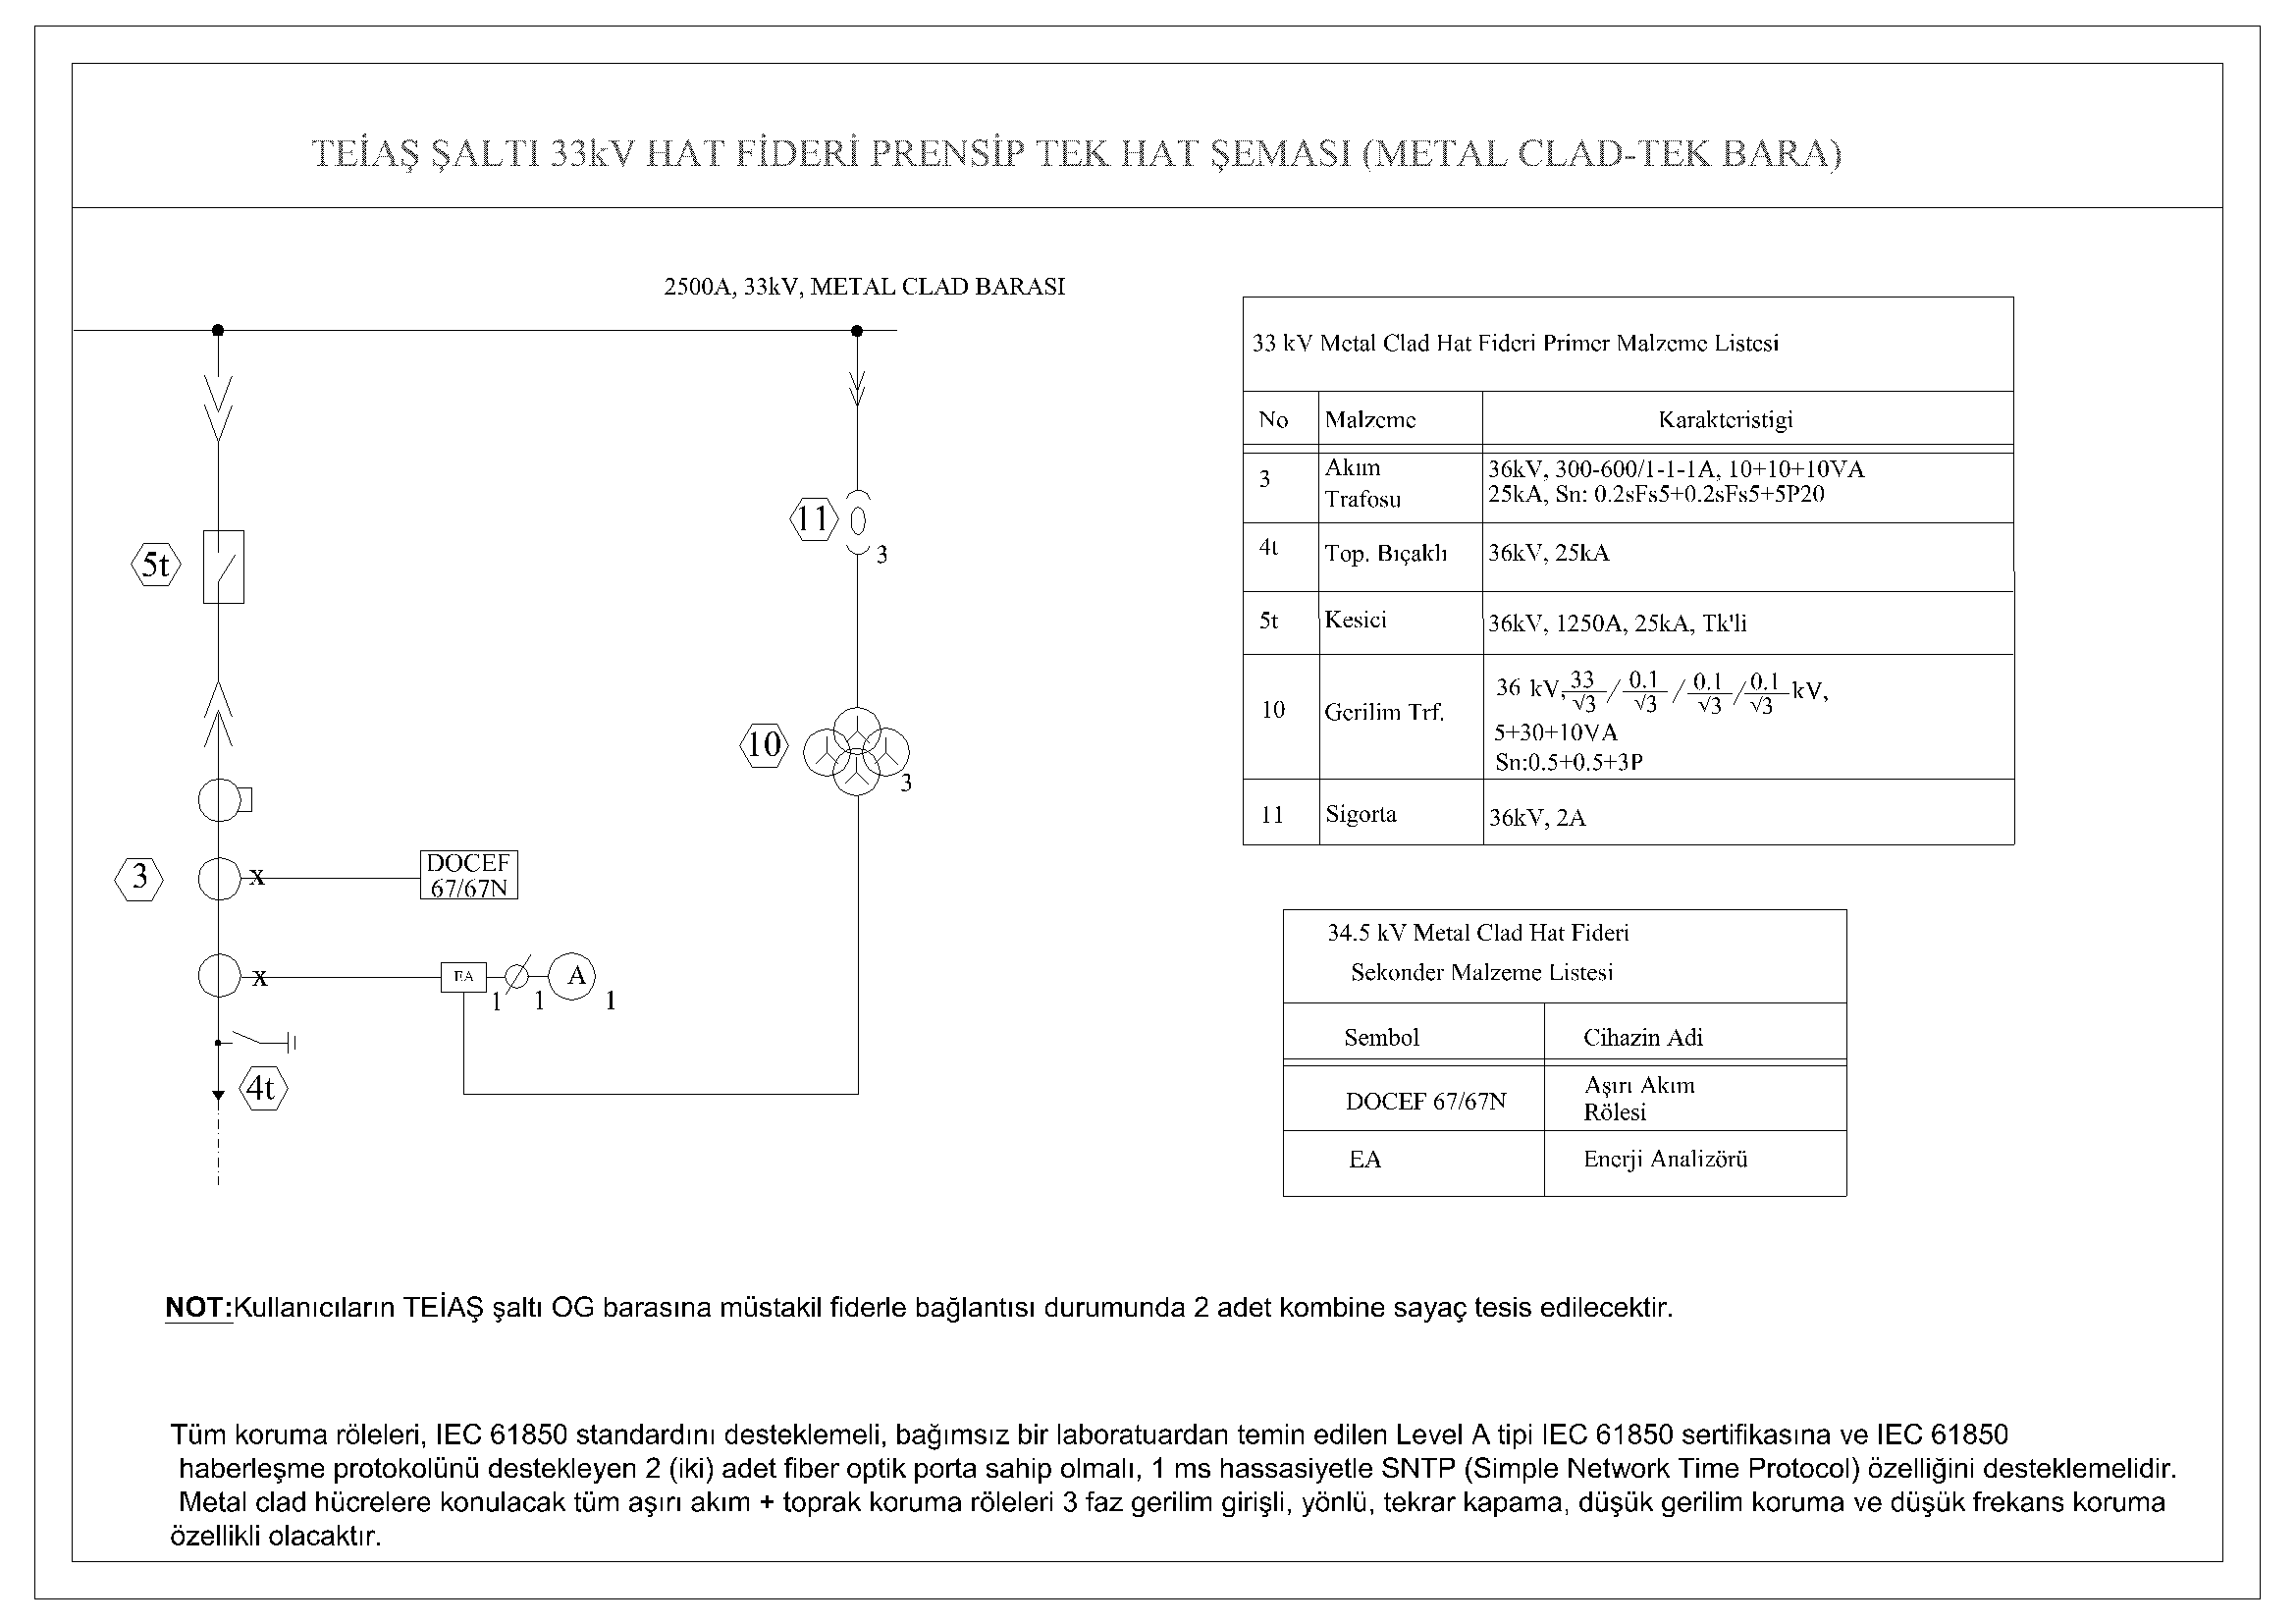 TEİAŞ ŞALTI 33kV HAT FİDERİ PRENSİP TEK HAT ŞEMASI (METAL CLAD-TEK BARA)
2500A, 33kV, METAL CLAD BARASI
5t
11
3
10
3
3
X
DOCEF
67/67N
X
EA
1
1
A
1
4t
33 kV Metal Clad Hat Fideri Primer Malzeme Listesi
No Malzeme Karakteristigi
3 Akım Trafosu 36kV, 300-600/1-1-1A, 10+10+10VA
25kA, Sn: 0.2sFs5+0.2sFs5+5P20
4t Top. Bıçaklı 36kV, 25kA
5t Kesici 36kV, 1250A, 25kA, Tk'li
10 Gerilim Trf. 36 kV, 33/√3 / 0.1/√3 / 0.1/√3 / 0.1/√3 kV,
5+30+10VA
Sn:0.5+0.5+3P
11 Sigorta 36kV, 2A
34.5 kV Metal Clad Hat Fideri
Sekonder Malzeme Listesi
Sembol Cihazin Adi
DOCEF 67/67N Aşırı Akım
Rölesi
EA Enerji Analizörü
NOT:Kullanıcıların TEİAŞ şaltı OG barasına müstakil fiderle bağlantısı durumunda 2 adet kombine sayaç tesis edilecektir.
Tüm koruma röleleri, IEC 61850 standardını desteklemeli, bağımsız bir laboratuardan temin edilen Level A tipi IEC 61850 sertifikasına ve IEC 61850
haberleşme protokolünü destekleyen 2 (iki) adet fiber optik porta sahip olmalı, 1 ms hassasiyetle SNTP (Simple Network Time Protocol) özelliğini desteklemelidir.
Metal clad hücrelere konulacak tüm aşırı akım + toprak koruma röleleri 3 faz gerilim girişli, yönlü, tekrar kapama, düşük gerilim koruma ve düşük frekans koruma
özellikli olacaktır.